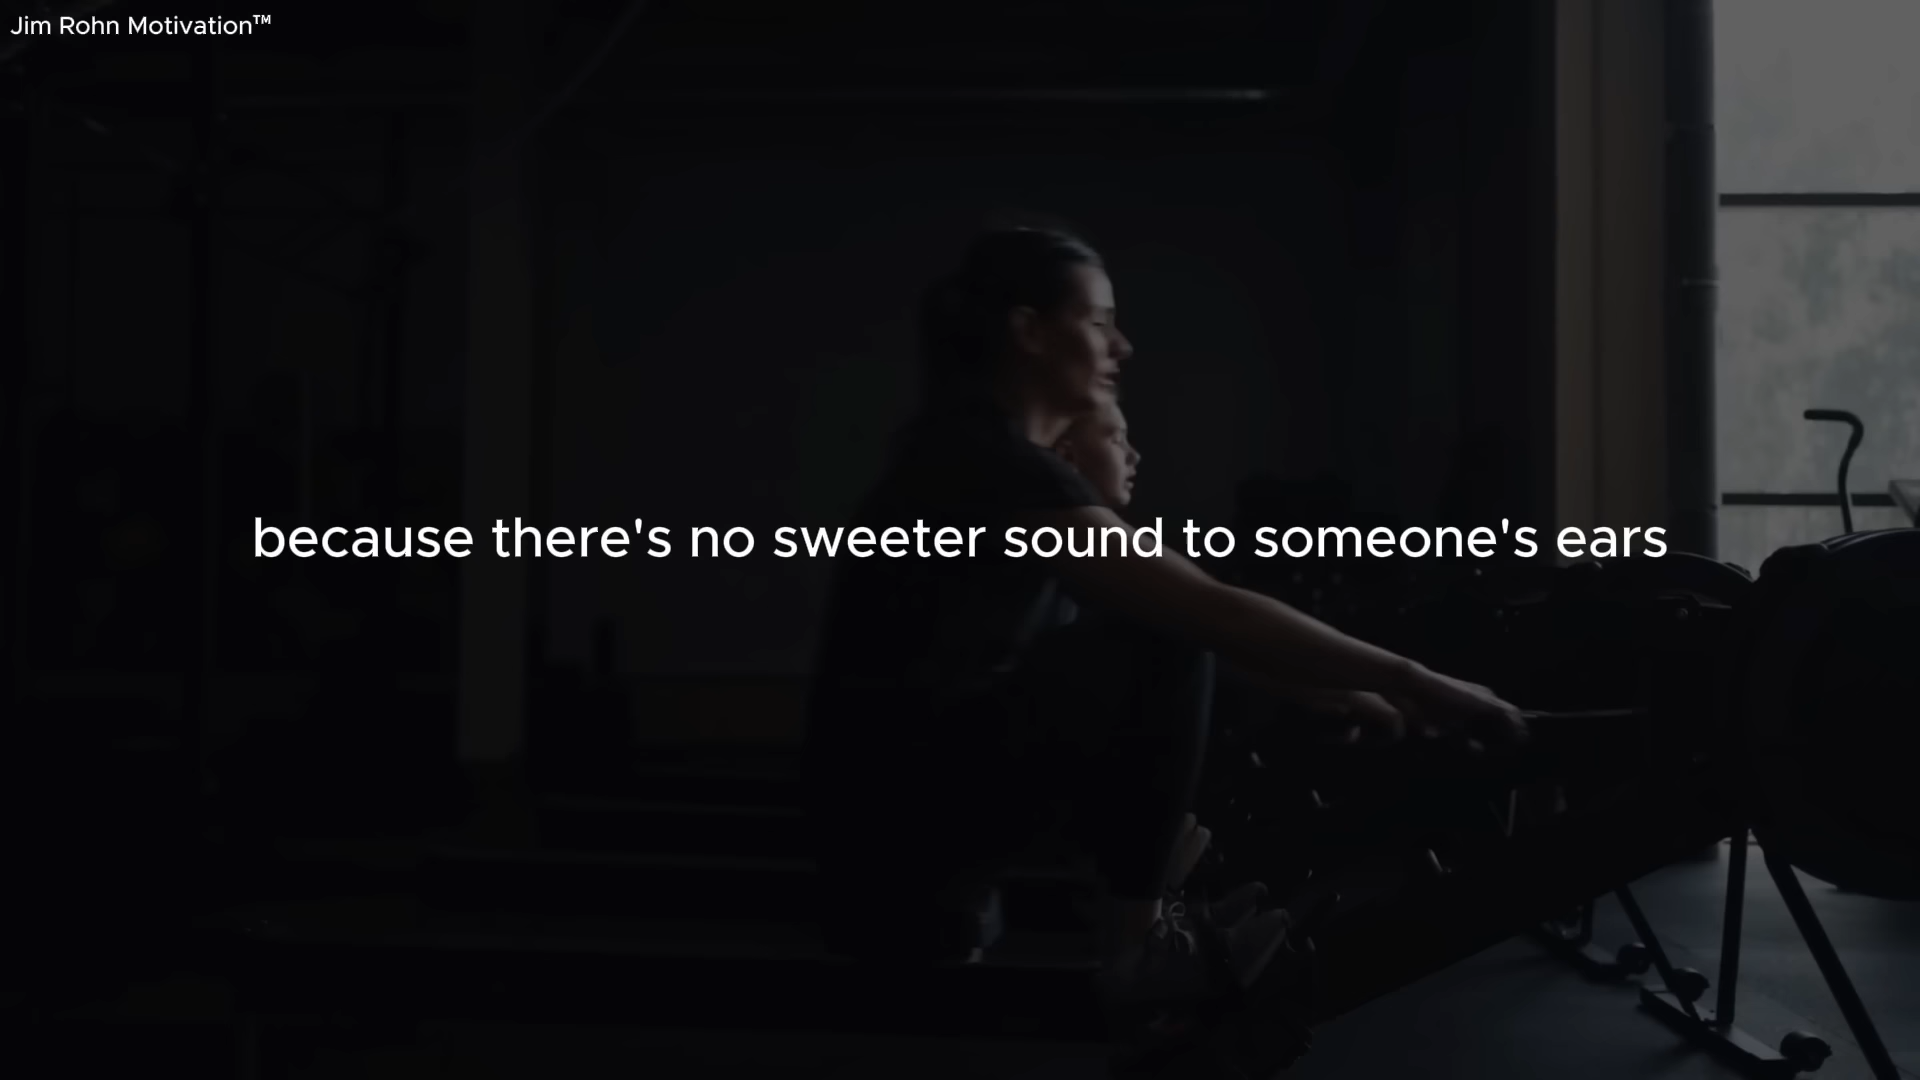 Jim Rohn Motivation™
because there's no sweeter sound to someone's ears